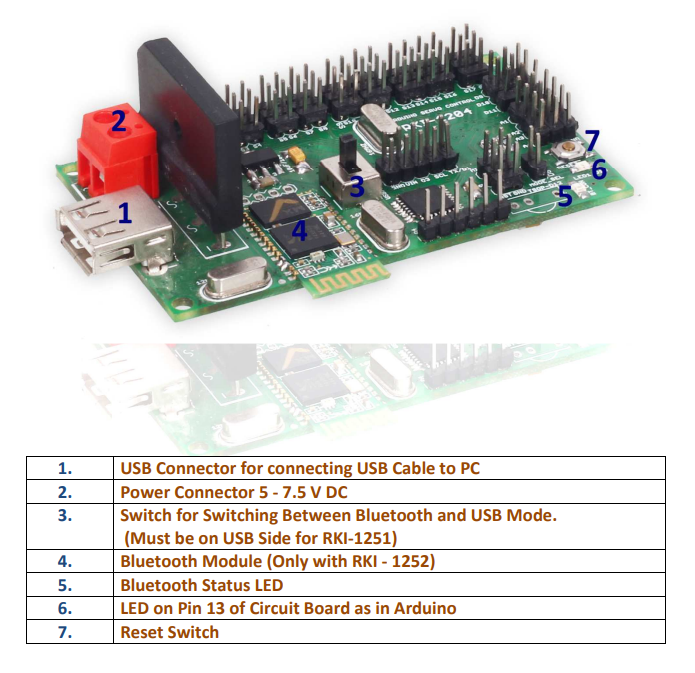 2
7
6
3
1
5
4
ARDUINO SERVO CONTROL
1.
USB Connector for connecting USB Cable to PC
2.
Power Connector 5 - 7.5 V DC
3.
Switch for Switching Between Bluetooth and USB Mode.
(Must be on USB Side for RKI-1251)
4.
Bluetooth Module (Only with RKI - 1252)
5.
Bluetooth Status LED
6.
LED on Pin 13 of Circuit Board as in Arduino
7.
Reset Switch